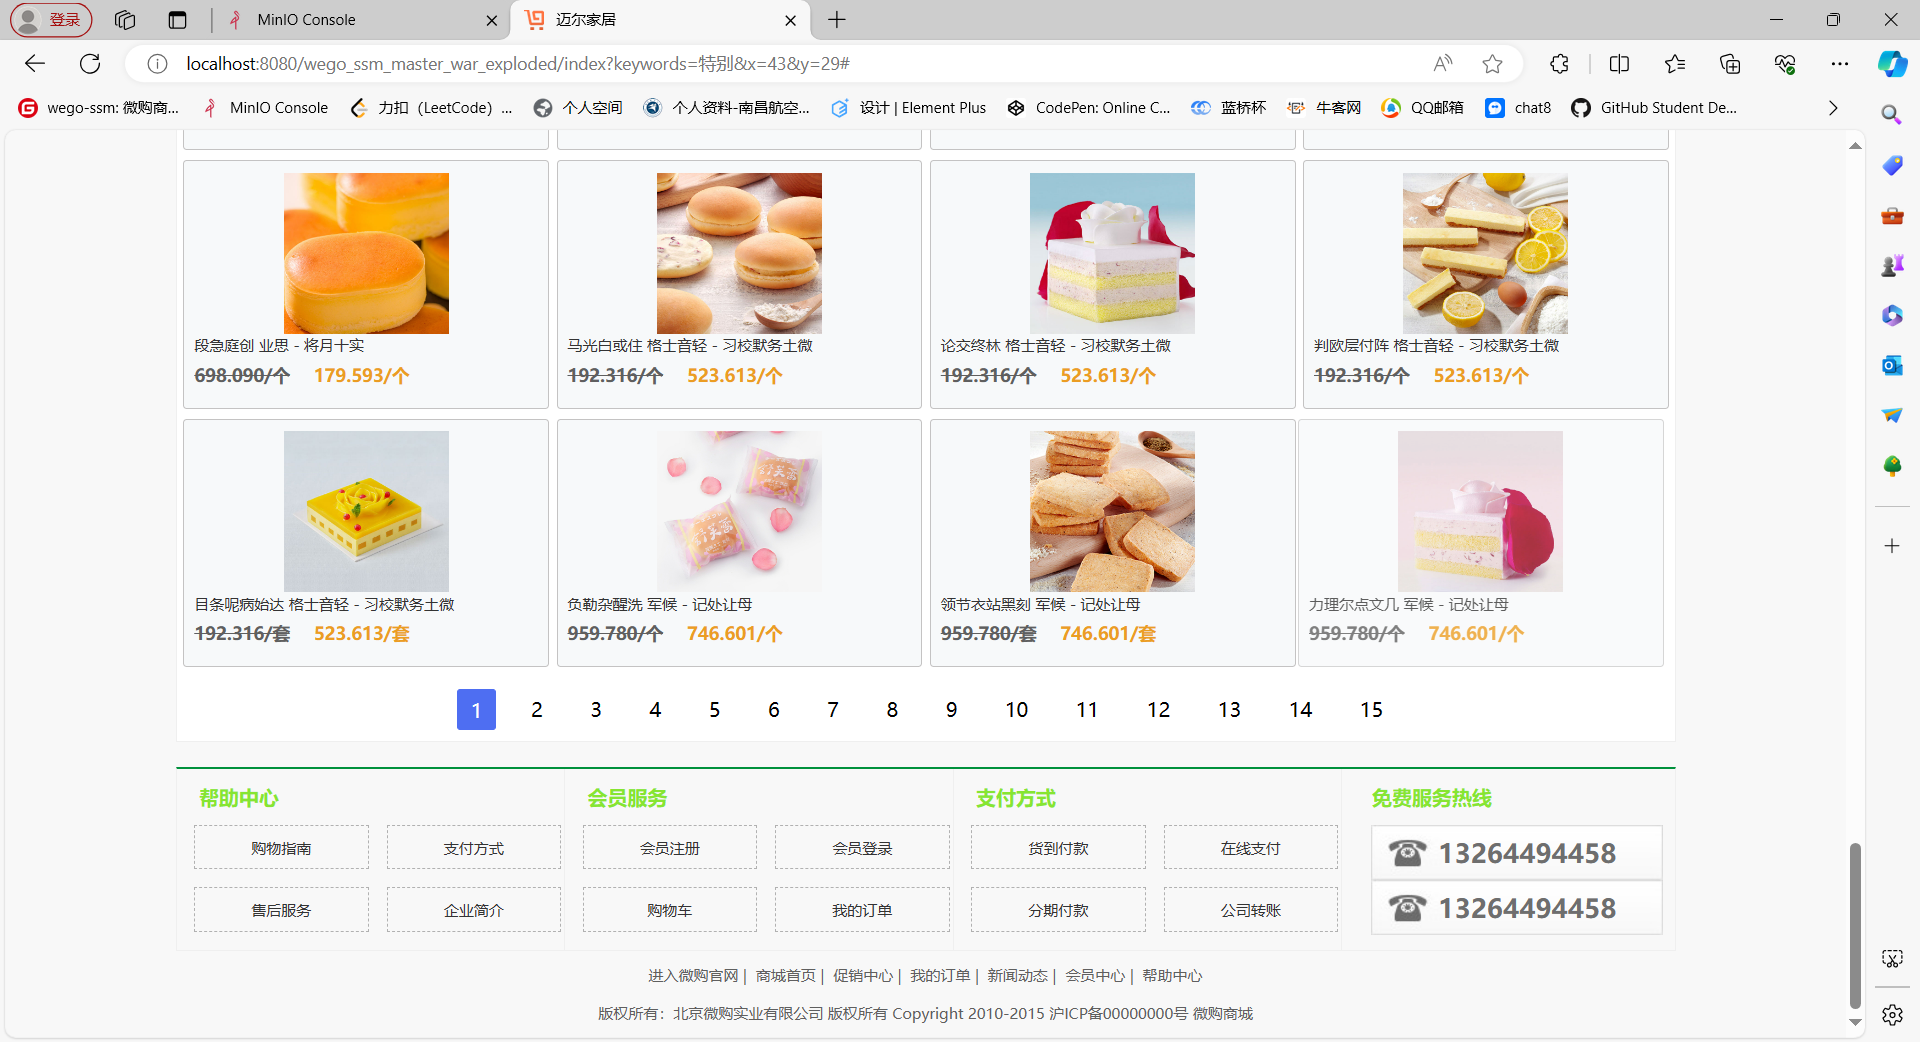 登录
MinIO Console
迈尔家居
localhost:8080/wego_ssm_master_war_exploded/index?keywords=特别&x=43&y=29#
wego-ssm: 微购商...
MinIO Console
力扣 (LeetCode) ...
个人空间
个人资料-南昌航空...
设计 | Element Plus
CodePen: Online C...
蓝桥杯
牛客网
QQ邮箱
chat8
GitHub Student De...
段急庭创 业思 - 将月十实
马光白或住 格士音轻 - 习校默务土微
论交终林 格士音轻 - 习校默务土微
判欧层付阵 格士音轻 - 习校默务土微
698.090/个 179.593/个
192.316/个 523.613/个
192.316/个 523.613/个
192.316/个 523.613/个
目条呢病始达 格士音轻 - 习校默务土微
负勒杂醒洗 军候 - 记处让母
领节衣站黑刻 军候 - 记处让母
力理尔点文几 军候 - 记处让母
192.316/套 523.613/套
959.780/个 746.601/个
959.780/套 746.601/套
959.780/个 746.601/个
1 2 3 4 5 6 7 8 9 10 11 12 13 14 15
帮助中心
会员服务
支付方式
免费服务热线
购物指南
支付方式
会员注册
会员登录
货到付款
在线支付
13264494458
售后服务
企业简介
购物车
我的订单
分期付款
公司转账
13264494458
进入微购官网 | 商城首页 | 促销中心 | 我的订单 | 新闻动态 | 会员中心 | 帮助中心
版权所有：北京微购实业有限公司 版权所有 Copyright 2010-2015 沪ICP备00000000号 微购商城